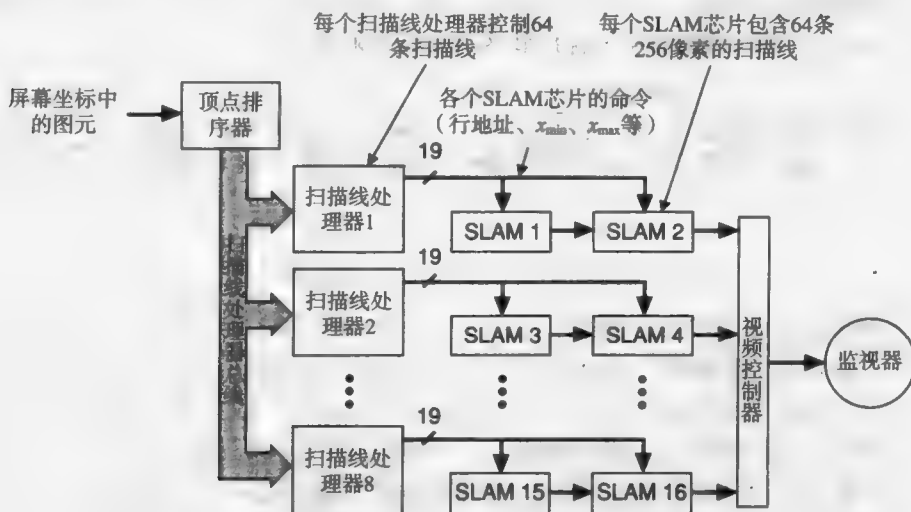 每个扫描线处理器控制64
条扫描线
每个SLAM芯片包含64条
256像素的扫描线
屏幕坐标中
的图元
顶点排
序器
各个SLAM芯片的命令
（行地址、xmin、xmax等）
19
扫描线处
理器1
SLAM 1
SLAM 2
19
扫描线处
理器2
SLAM 3
SLAM 4
扫描线处理器总线
视频控制器
监视器
19
扫描线处
理器8
SLAM 15
SLAM 16